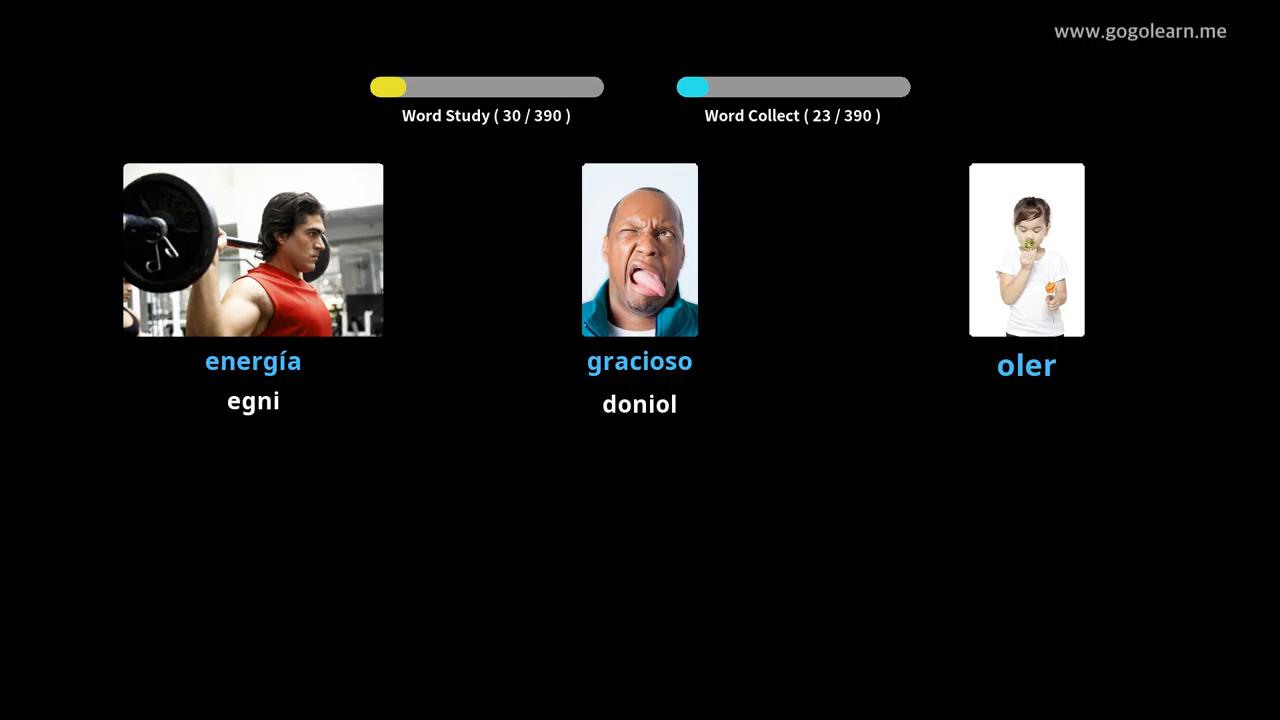 www.gogolearn.me
Word Study ( 30 / 390 )
Word Collect ( 23 / 390 )
energía
gracioso
oler
egni
doniol